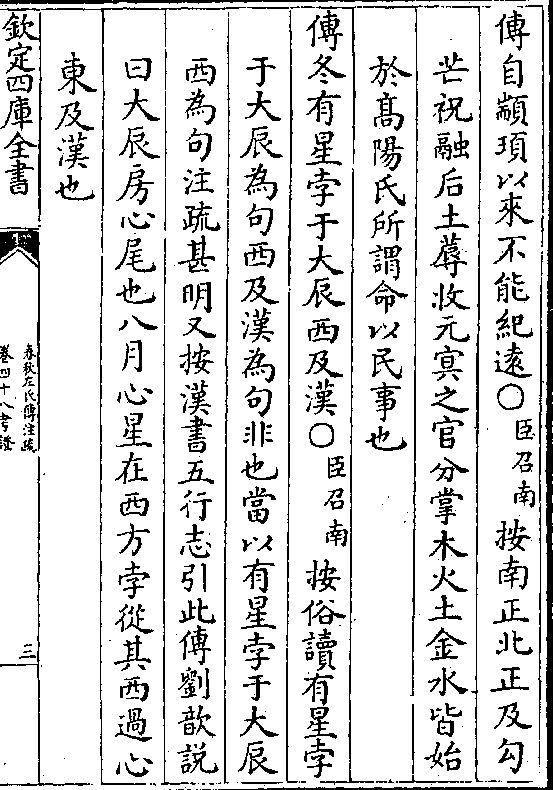 傳自顓頊以來不能紀遠○臣召南按南正北正及勾
芒祝融后土蓐收元㝠之官分掌木火土金水皆始
於髙陽氏所謂命以民事也
傳冬有星孛于大辰西及漢○臣召南按俗讀有星孛
于大辰為句西及漢為句非也當以有星孛于大辰
西為句注疏甚明又按漢書五行志引此傳劉歆説
曰大辰房心尾也八月心星在西方孛從其西過心
東及漢也
欽定四庫全書
春秋左氏傳注疏
卷四十八考證
三